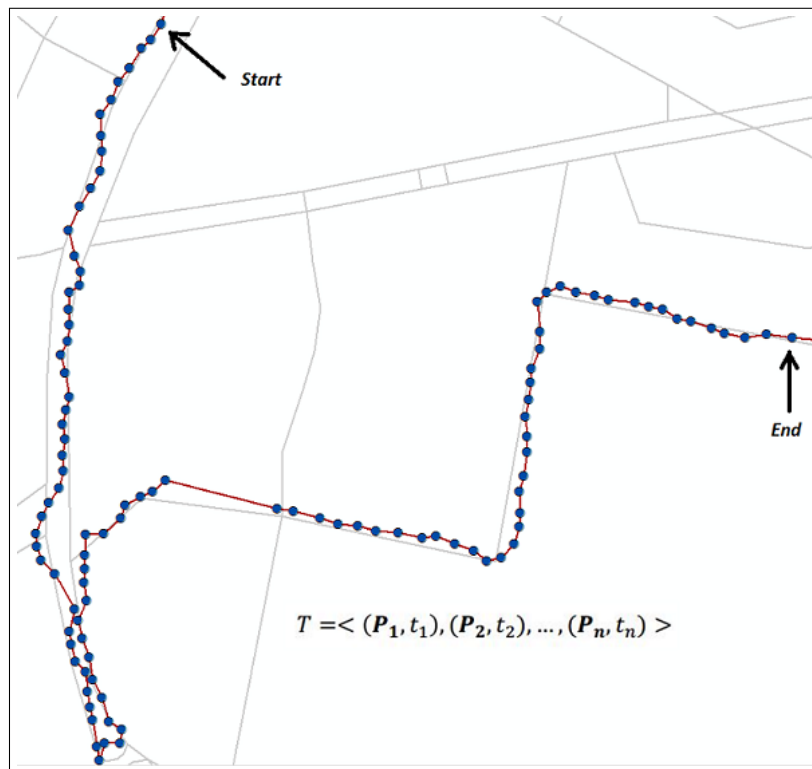 Start
End
T =< (P₁, t₁), (P₂, t₂), ..., (Pₙ, tₙ) >